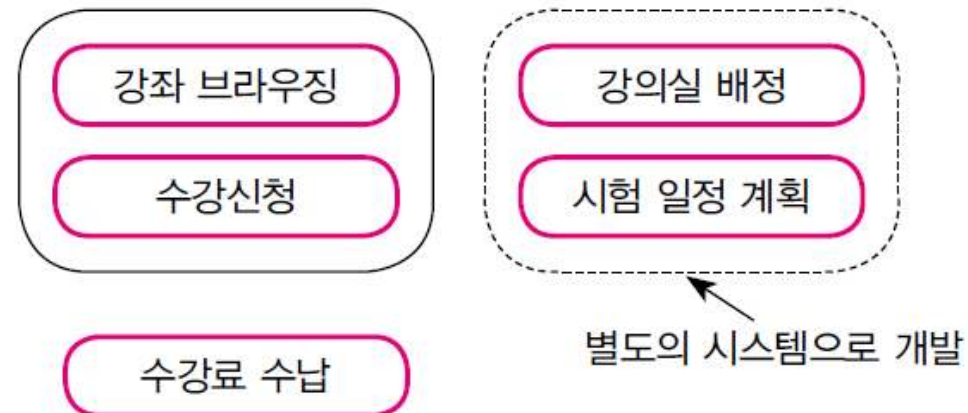 강좌 브라우징
수강신청
강의실 배정
시험 일정 계획
수강료 수납
별도의 시스템으로 개발